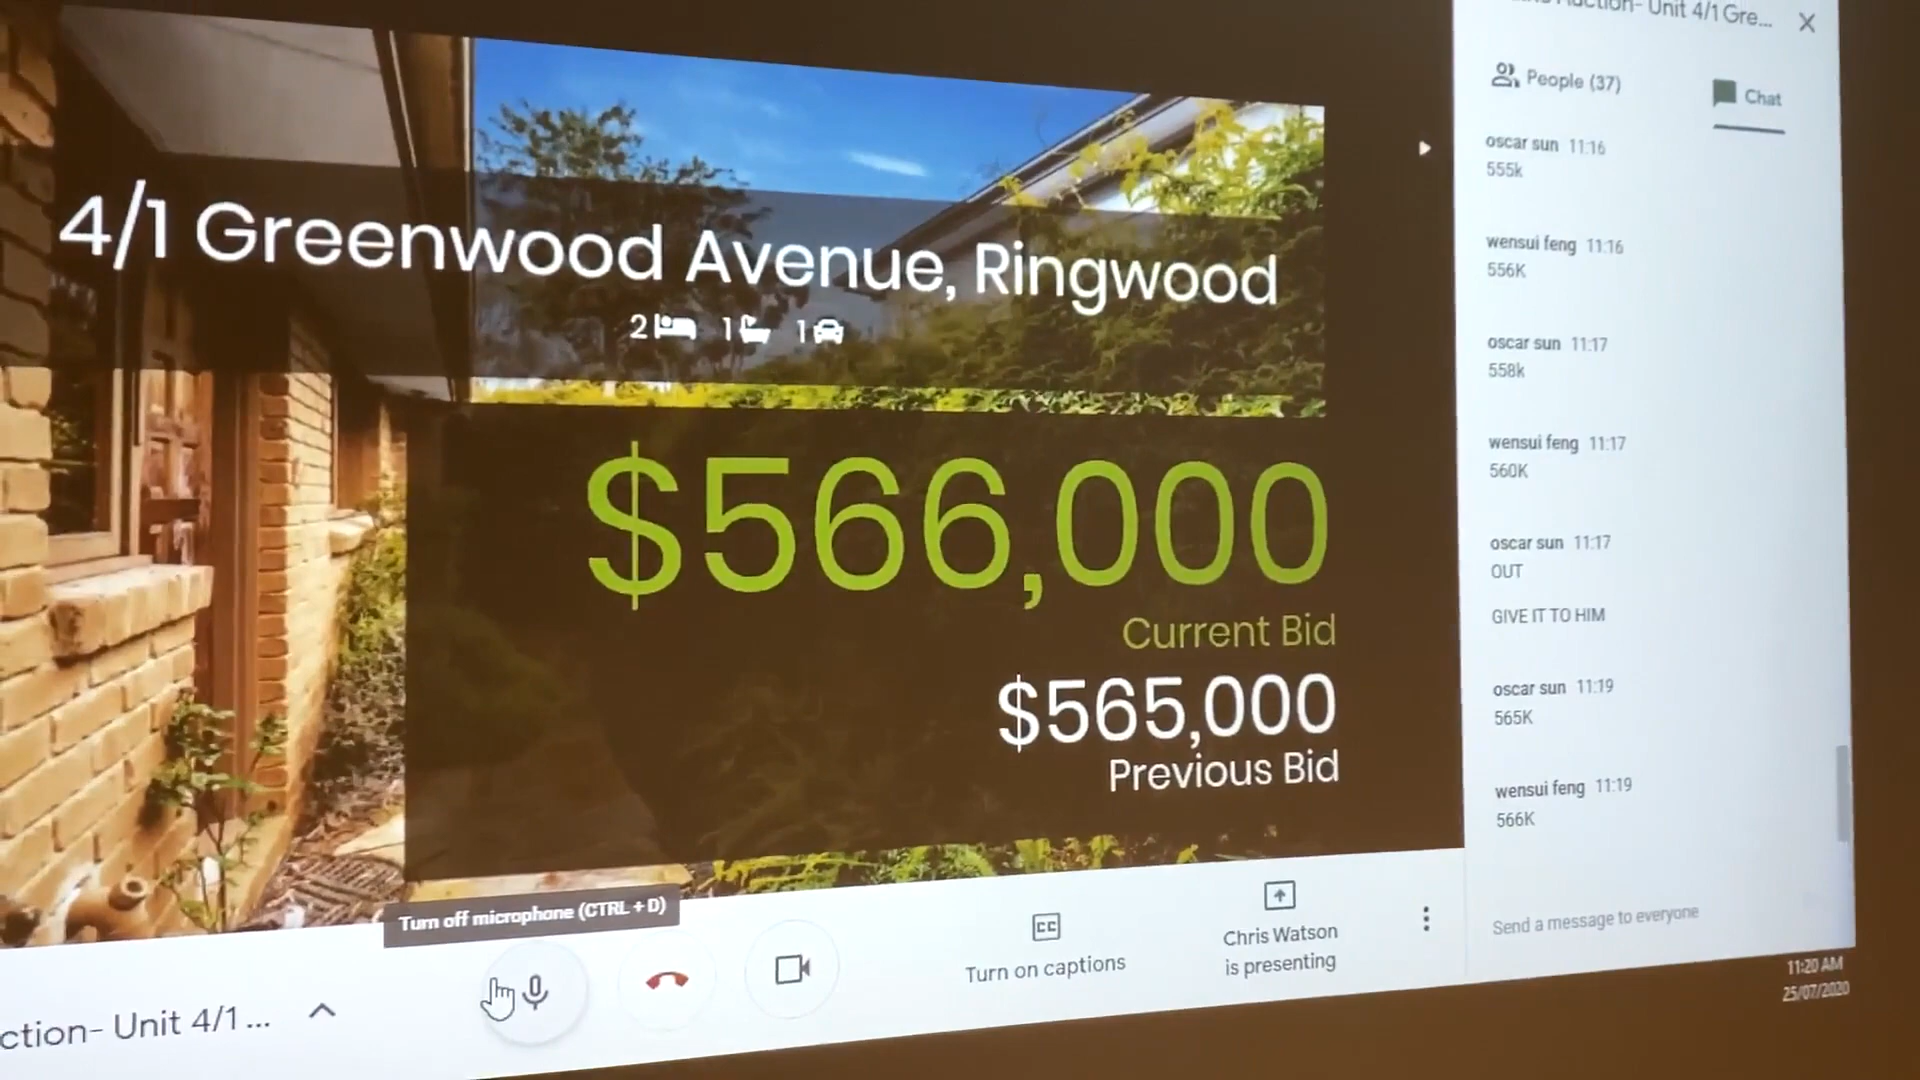 4/1 Greenwood Avenue, Ringwood
2 1 1
$566,000
Current Bid
$565,000
Previous Bid
Turn off microphone (CTRL + D)
Unit 4/1 ...
Turn on captions
Chris Watson
is presenting
Unit 4/1 Gre...
People (37)
Chat
oscar sun 11:16
555k
wensui feng 11:16
556K
oscar sun 11:17
558k
wensui feng 11:17
560K
oscar sun 11:17
OUT
GIVE IT TO HIM
oscar sun 11:19
565K
wensui feng 11:19
566K
Send a message to everyone
11:20 AM
25/07/2020